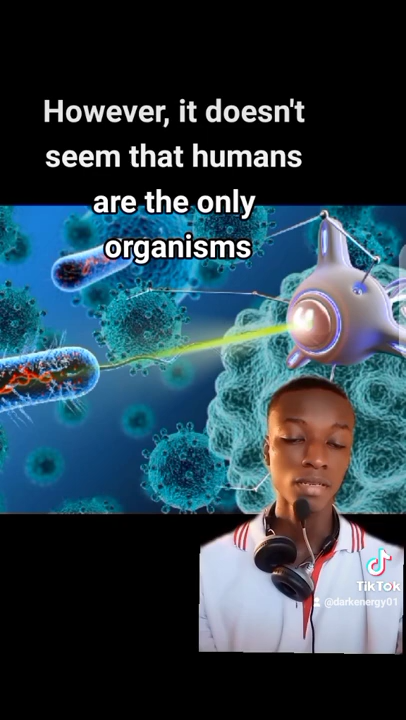 However, it doesn't
seem that humans
are the only
organisms
TikTok
@darkenergy01